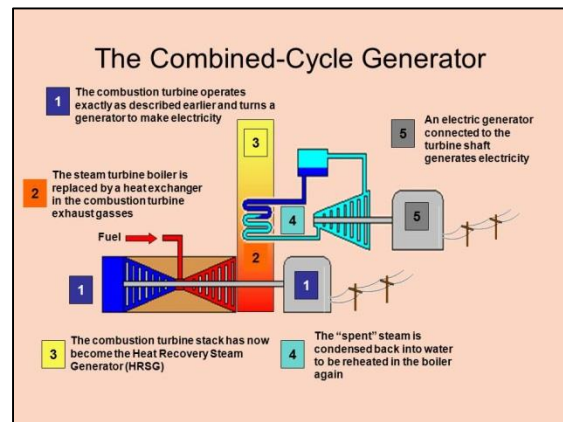 The Combined-Cycle Generator
1
The combustion turbine operates
exactly as described earlier and turns a
generator to make electricity
3
5
An electric generator
connected to the
turbine shaft
generates electricity
2
The steam turbine boiler is
replaced by a heat exchanger
in the combustion turbine
exhaust gasses
4
5
Fuel
2
1
1
3
The combustion turbine stack has now
become the Heat Recovery Steam
Generator (HRSG)
4
The “spent” steam is
condensed back into water
to be reheated in the boiler
again